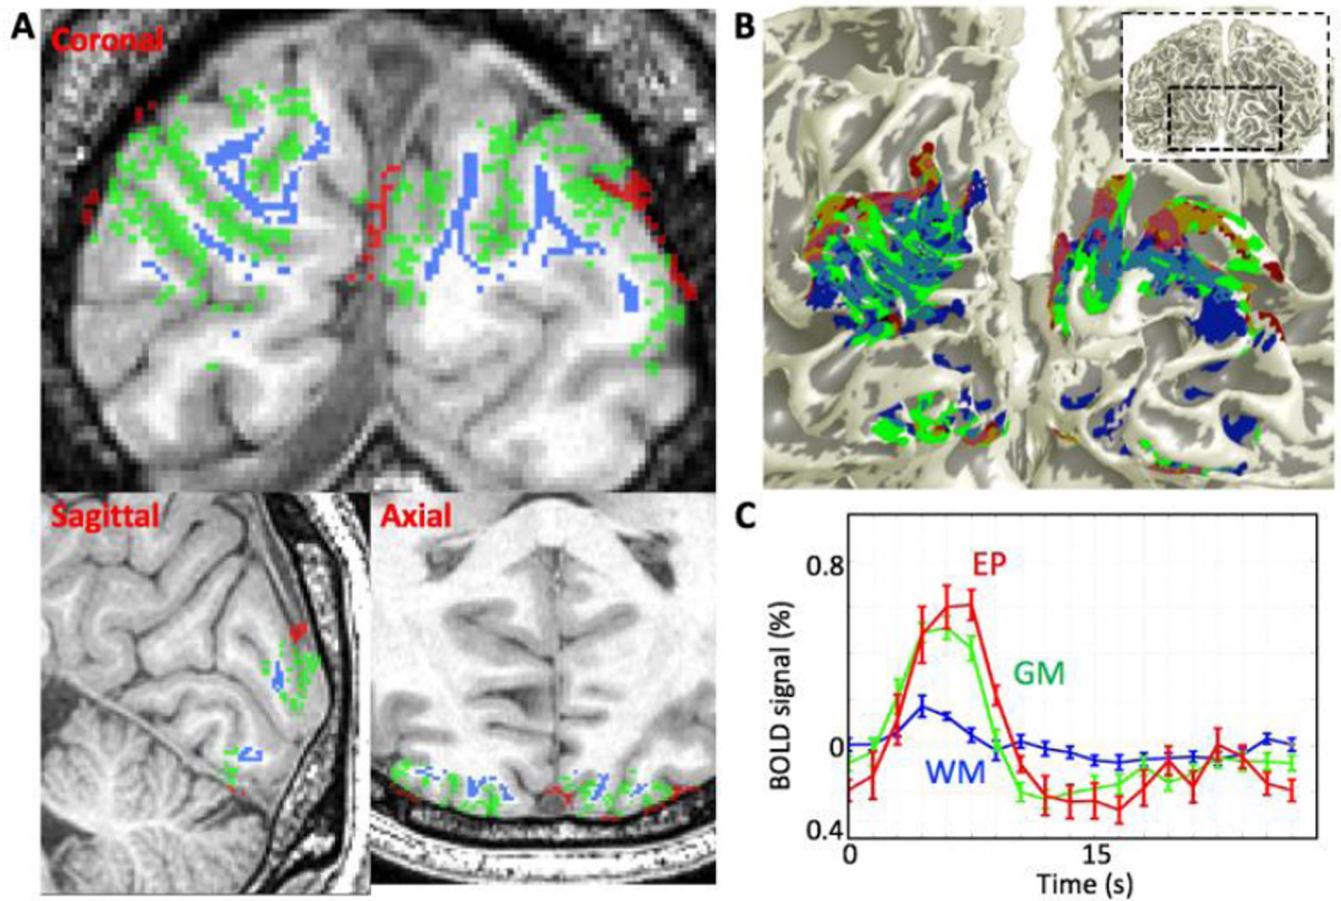 A
Coronal
Sagittal
Axial
B
C
BOLD signal (%)
0.8
0
0.4
EP
GM
WM
0
15
Time (s)